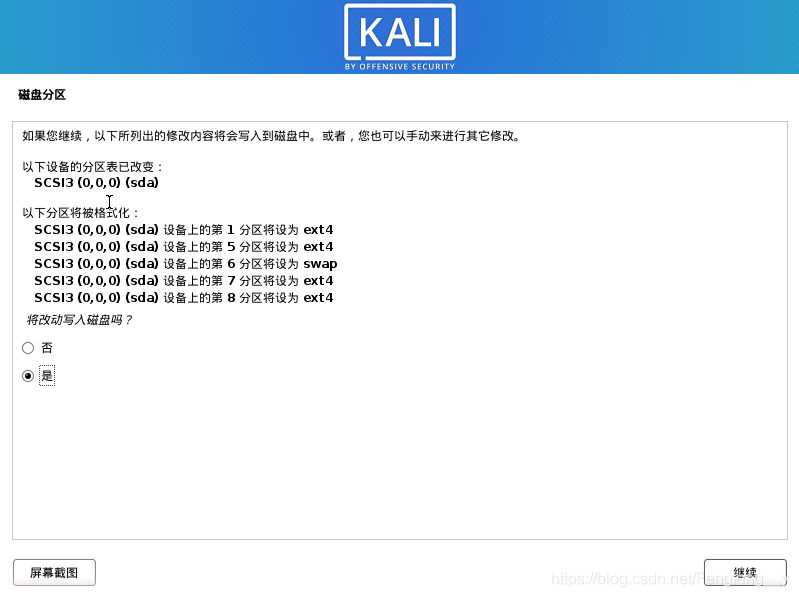 KALI
BY OFFENSIVE SECURITY
磁盘分区
如果您继续，以下所列出的修改内容将会写入到磁盘中。或者，您也可以手动来进行其它修改。
以下设备的分区表已改变：
SCSI3 (0,0,0) (sda)
以下分区将被格式化：
SCSI3 (0,0,0) (sda) 设备上的第 1 分区将设为 ext4
SCSI3 (0,0,0) (sda) 设备上的第 5 分区将设为 ext4
SCSI3 (0,0,0) (sda) 设备上的第 6 分区将设为 swap
SCSI3 (0,0,0) (sda) 设备上的第 7 分区将设为 ext4
SCSI3 (0,0,0) (sda) 设备上的第 8 分区将设为 ext4
将改动写入磁盘吗？
否
是
屏幕截图
继续